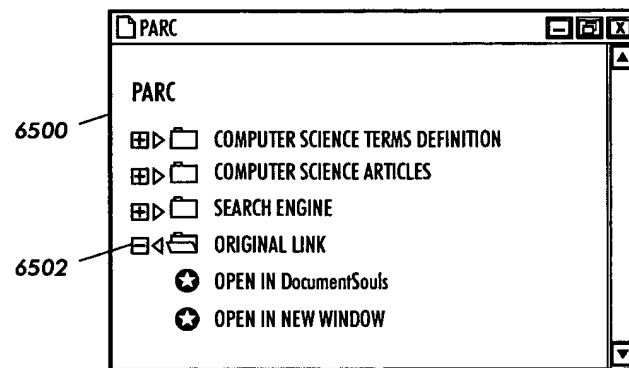 PARC
PARC
6500
COMPUTER SCIENCE TERMS DEFINITION
COMPUTER SCIENCE ARTICLES
SEARCH ENGINE
6502
ORIGINAL LINK
OPEN IN DocumentSouls
OPEN IN NEW WINDOW